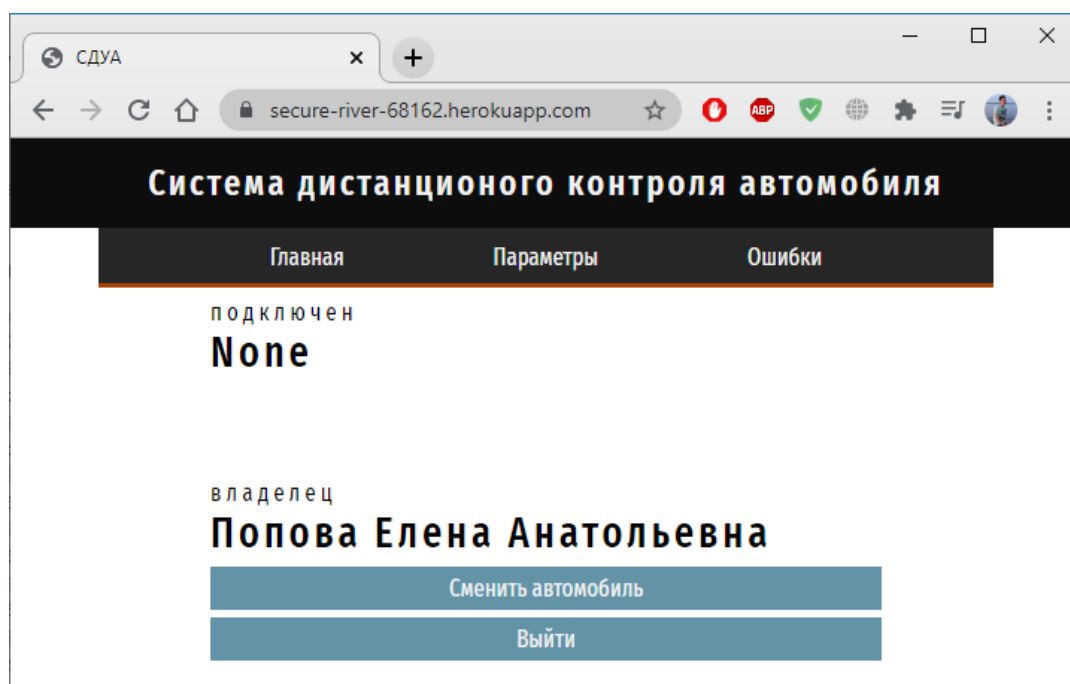 СДУА
secure-river-68162.herokuapp.com
ABP
Система дистанционого контроля автомобиля
Главная Параметры Ошибки
подключен
None
владелец
Попова Елена Анатольевна
Сменить автомобиль
Выйти